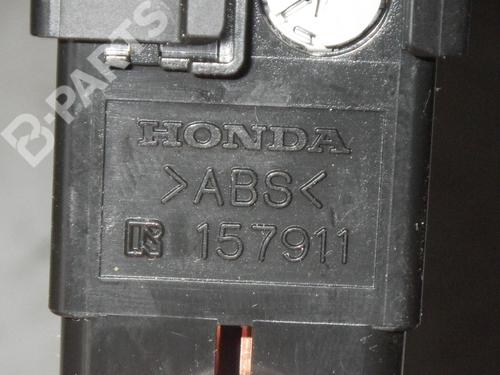 B-PARTS
HONDA
>ABS<
R 157911